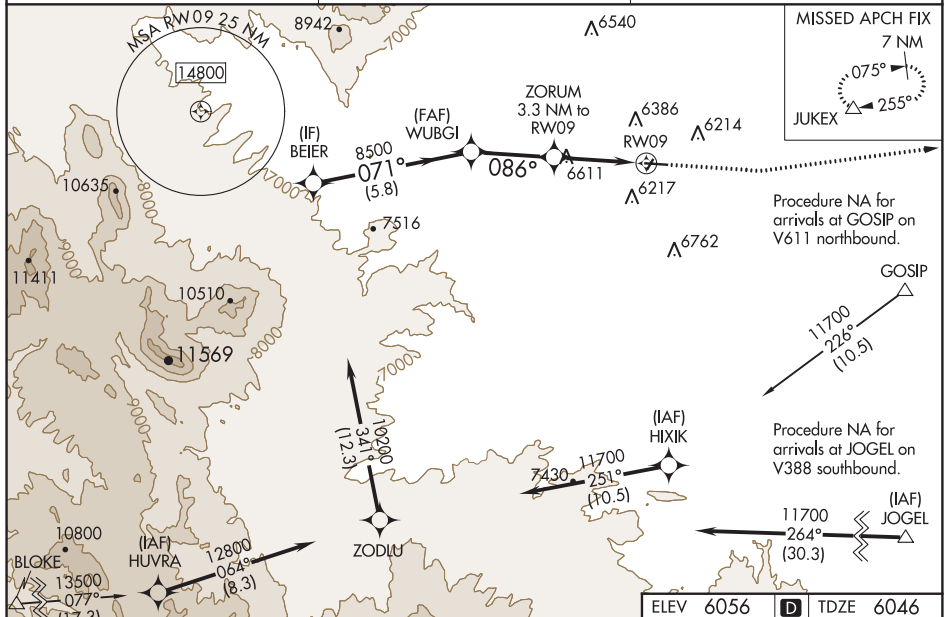 MSA RW09 25 NM
14800
8942
7000
6540
MISSED APCH FIX
7 NM
075°
255°
JUKEX
(IF)
BEIER
8500
071°
(5.8)
(FAF)
WUBGI
086°
ZORUM
3.3 NM to
RW09
6611
6386
RW09
6214
6217
6762
7000
7516
8000
10635
11411
10510
11569
8000
7000
Procedure NA for
arrivals at GOSIP on
V611 northbound.
GOSIP
11700
226°
(10.5)
10200
341°
(12.3)
ZODLU
(IAF)
HIXIK
11700
251°
(10.5)
7430
Procedure NA for
arrivals at JOGEL on
V388 southbound.
(IAF)
JOGEL
11700
264°
(30.3)
10800
BLOKE
13500
077°
(IAF)
HUVRA
12800
064°
(8.3)
ELEV 6056 D TDZE 6046